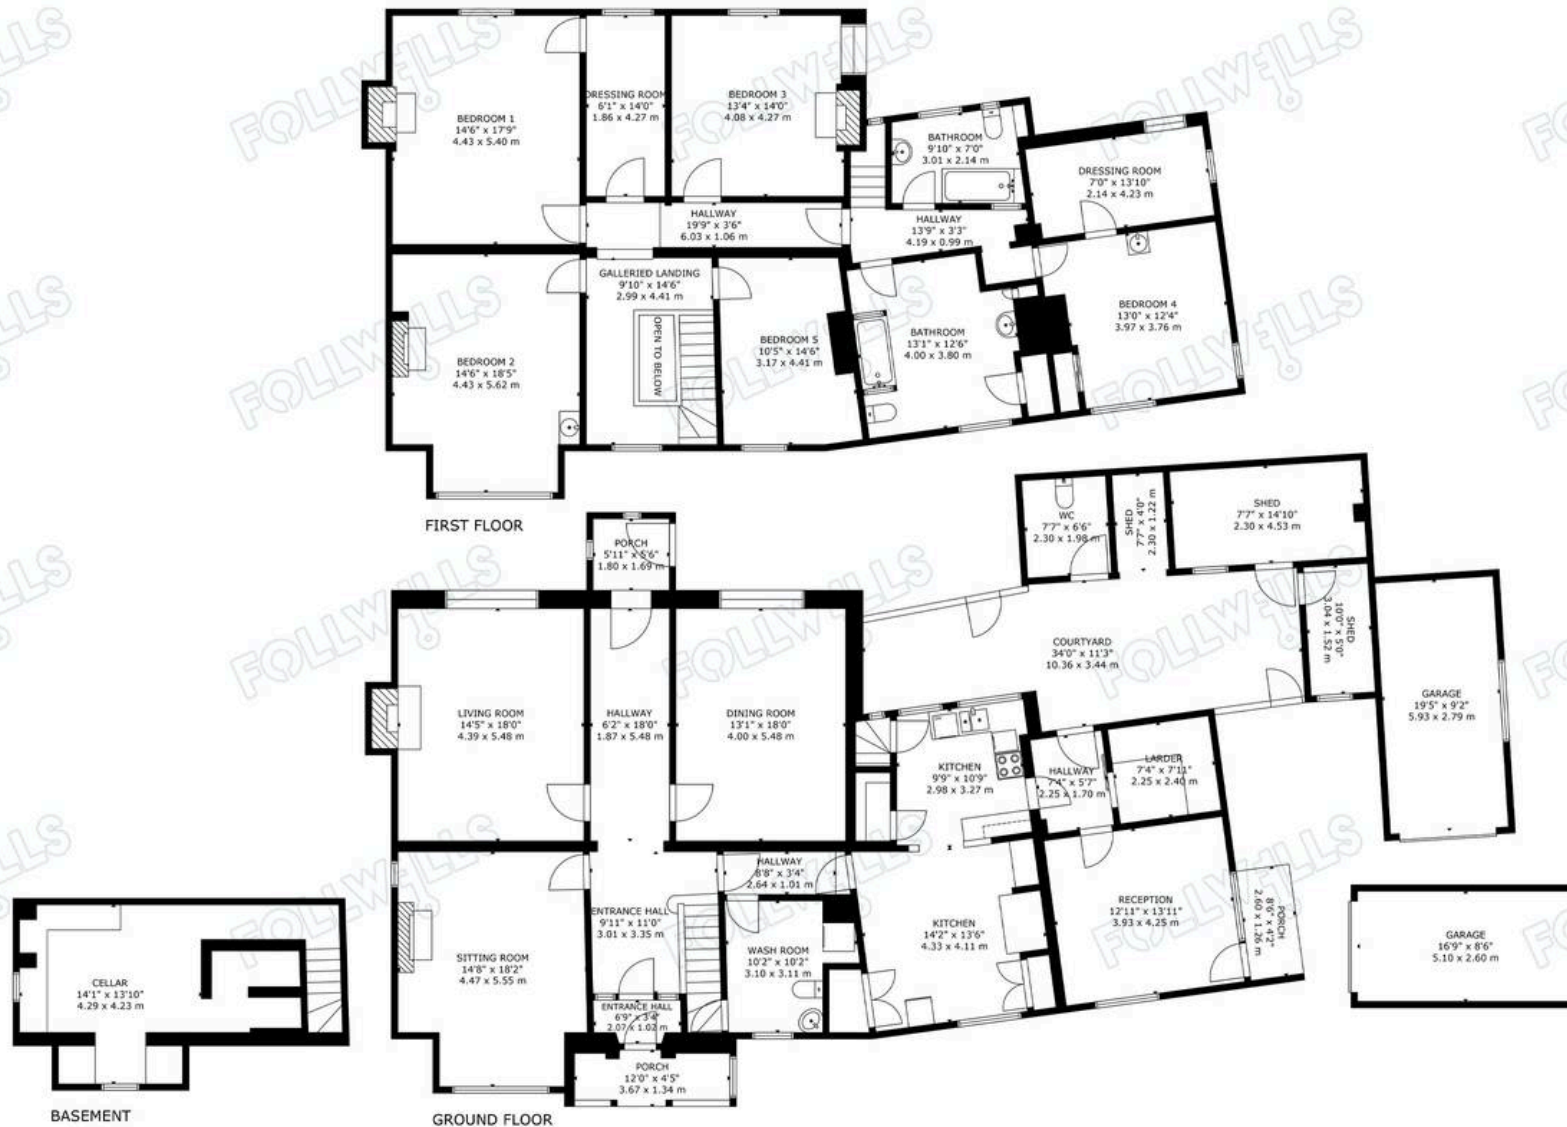 FOLLWELLS
BEDROOM 1
14'6" x 17'9"
4.43 x 5.40 m
DRESSING ROOM
6'1" x 14'0"
1.86 x 4.27 m
BEDROOM 3
13'4" x 14'0"
4.08 x 4.27 m
BATHROOM
9'10" x 7'0"
3.01 x 2.14 m
DRESSING ROOM
7'0" x 13'10"
2.14 x 4.23 m
HALLWAY
19'9" x 3'6"
6.03 x 1.06 m
HALLWAY
13'9" x 3'3"
4.19 x 0.99 m
GALLERIED LANDING
9'10" x 14'6"
2.99 x 4.41 m
OPEN TO BELOW
BEDROOM 2
14'6" x 18'5"
4.43 x 5.62 m
BEDROOM 5
10'5" x 14'6"
3.17 x 4.41 m
BATHROOM
13'1" x 12'6"
4.00 x 3.80 m
BEDROOM 4
13'0" x 12'4"
3.97 x 3.76 m
FIRST FLOOR
PORCH
5'11" x 5'6"
1.80 x 1.69 m
WC
7'7" x 6'6"
2.30 x 1.98 m
SHED
7'7" x 4'0"
2.30 x 1.22 m
SHED
7'7" x 14'10"
2.30 x 4.53 m
SHED
10'0" x 5'0"
3.04 x 1.52 m
COURTYARD
34'0" x 11'3"
10.36 x 3.44 m
GARAGE
19'5" x 9'2"
5.93 x 2.79 m
LIVING ROOM
14'5" x 18'0"
4.39 x 5.48 m
HALLWAY
6'2" x 18'0"
1.87 x 5.48 m
DINING ROOM
13'1" x 18'0"
4.00 x 5.48 m
KITCHEN
9'9" x 10'9"
2.98 x 3.27 m
HALLWAY
7'4" x 5'7"
2.25 x 1.70 m
LARDER
7'4" x 7'11"
2.25 x 2.40 m
HALLWAY
8'8" x 3'4"
2.64 x 1.01 m
ENTRANCE HALL
9'11" x 11'0"
3.01 x 3.35 m
SITTING ROOM
14'8" x 18'2"
4.47 x 5.55 m
WASH ROOM
10'2" x 10'2"
3.10 x 3.11 m
KITCHEN
14'2" x 13'6"
4.33 x 4.11 m
RECEPTION
12'11" x 13'11"
3.93 x 4.25 m
PORCH
8'6" x 4'2"
2.60 x 1.26 m
GARAGE
16'9" x 8'6"
5.10 x 2.60 m
ENTRANCE HALL
6'9" x 3'4"
2.07 x 1.02 m
PORCH
12'0" x 4'5"
3.67 x 1.34 m
CELLAR
14'1" x 13'10"
4.29 x 4.23 m
BASEMENT
GROUND FLOOR